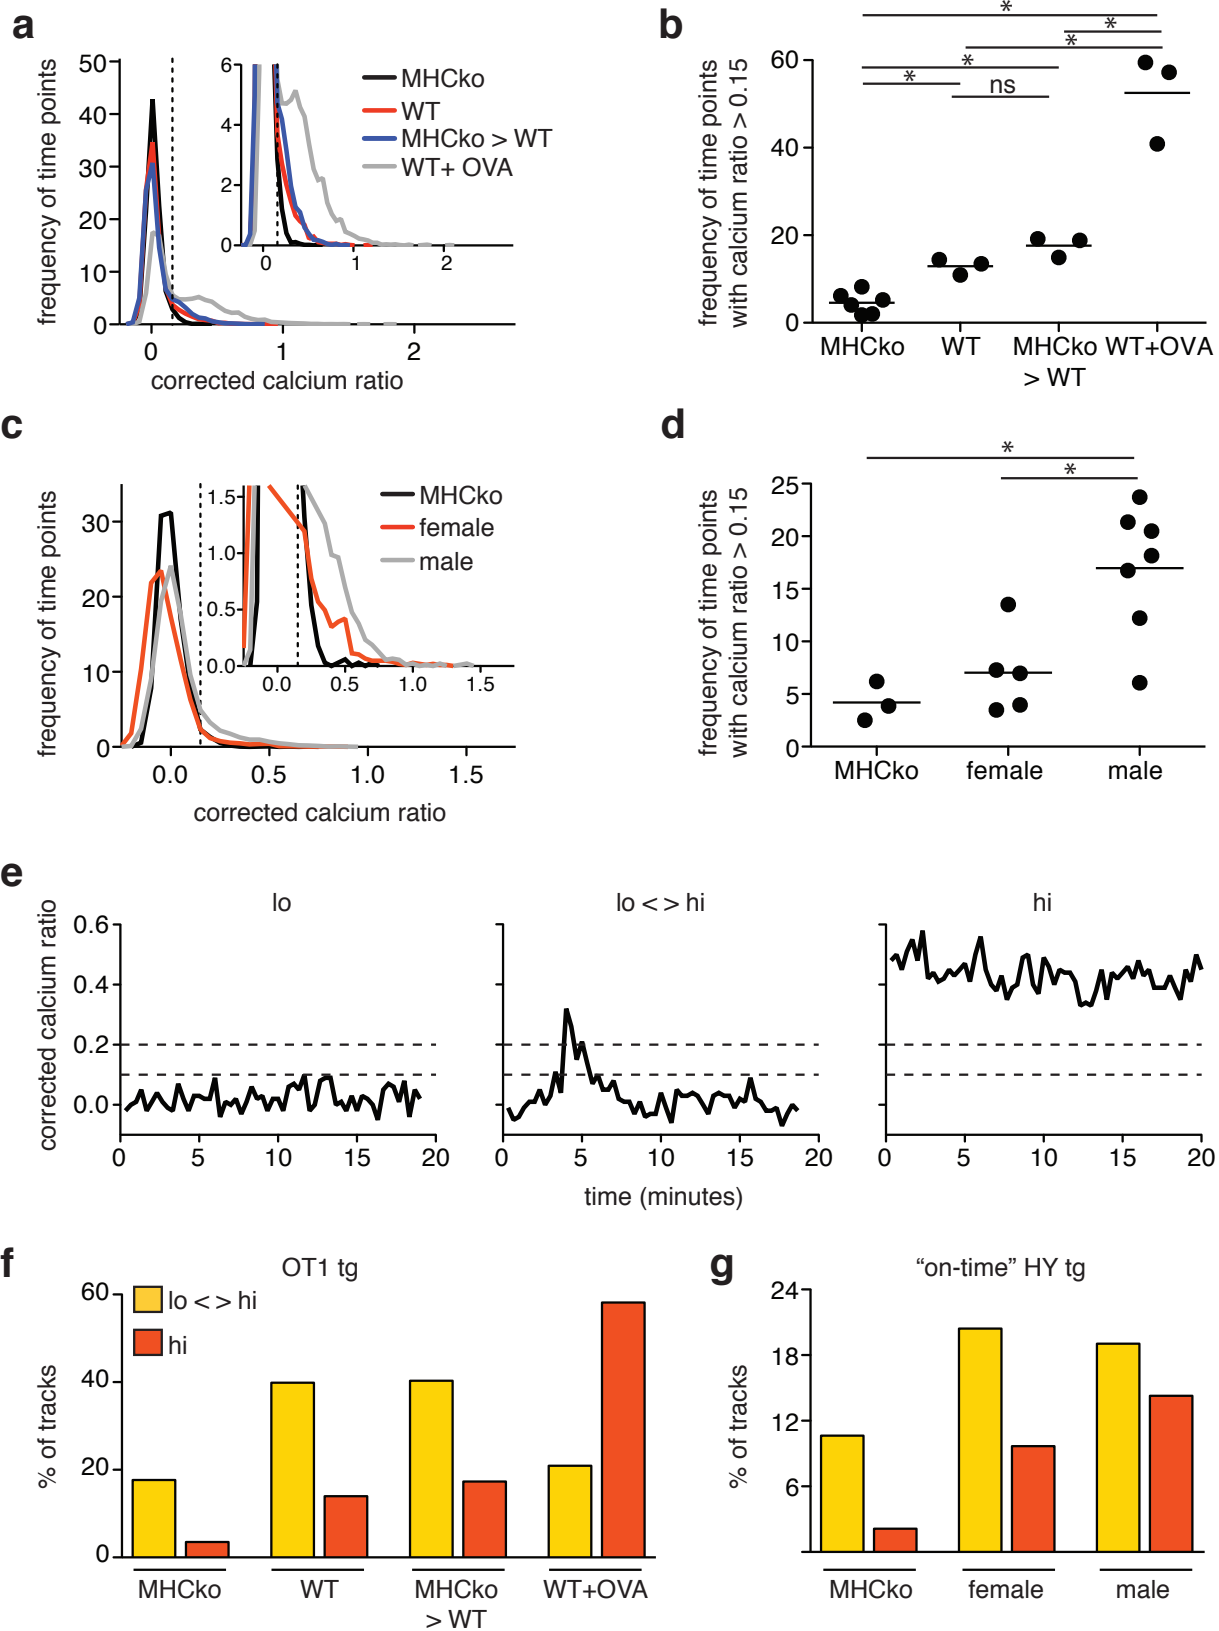 a
frequency of time points
50
40
30
20
10
0
0
1
2
corrected calcium ratio
6
4
2
0
0
1
2
MHCko
WT
MHCko > WT
WT+ OVA
b
frequency of time points
with calcium ratio > 0.15
60
40
20
0
*
*
*
*
*
ns
MHCko
WT
MHCko
> WT
WT+OVA
c
frequency of time points
30
20
10
0
0.0
0.5
1.0
1.5
corrected calcium ratio
1.5
1.0
0.5
0.0
0.0
0.5
1.0
1.5
MHCko
female
male
d
frequency of time points
with calcium ratio > 0.15
25
20
15
10
5
0
*
*
MHCko
female
male
e
corrected calcium ratio
lo
lo < > hi
hi
0.6
0.4
0.2
0.0
0 5 10 15 20
0 5 10 15 20
0 5 10 15 20
time (minutes)
f
OT1 tg
% of tracks
60
40
20
0
lo < > hi
hi
MHCko
WT
MHCko
> WT
WT+OVA
g
“on-time” HY tg
% of tracks
24
18
12
6
MHCko
female
male